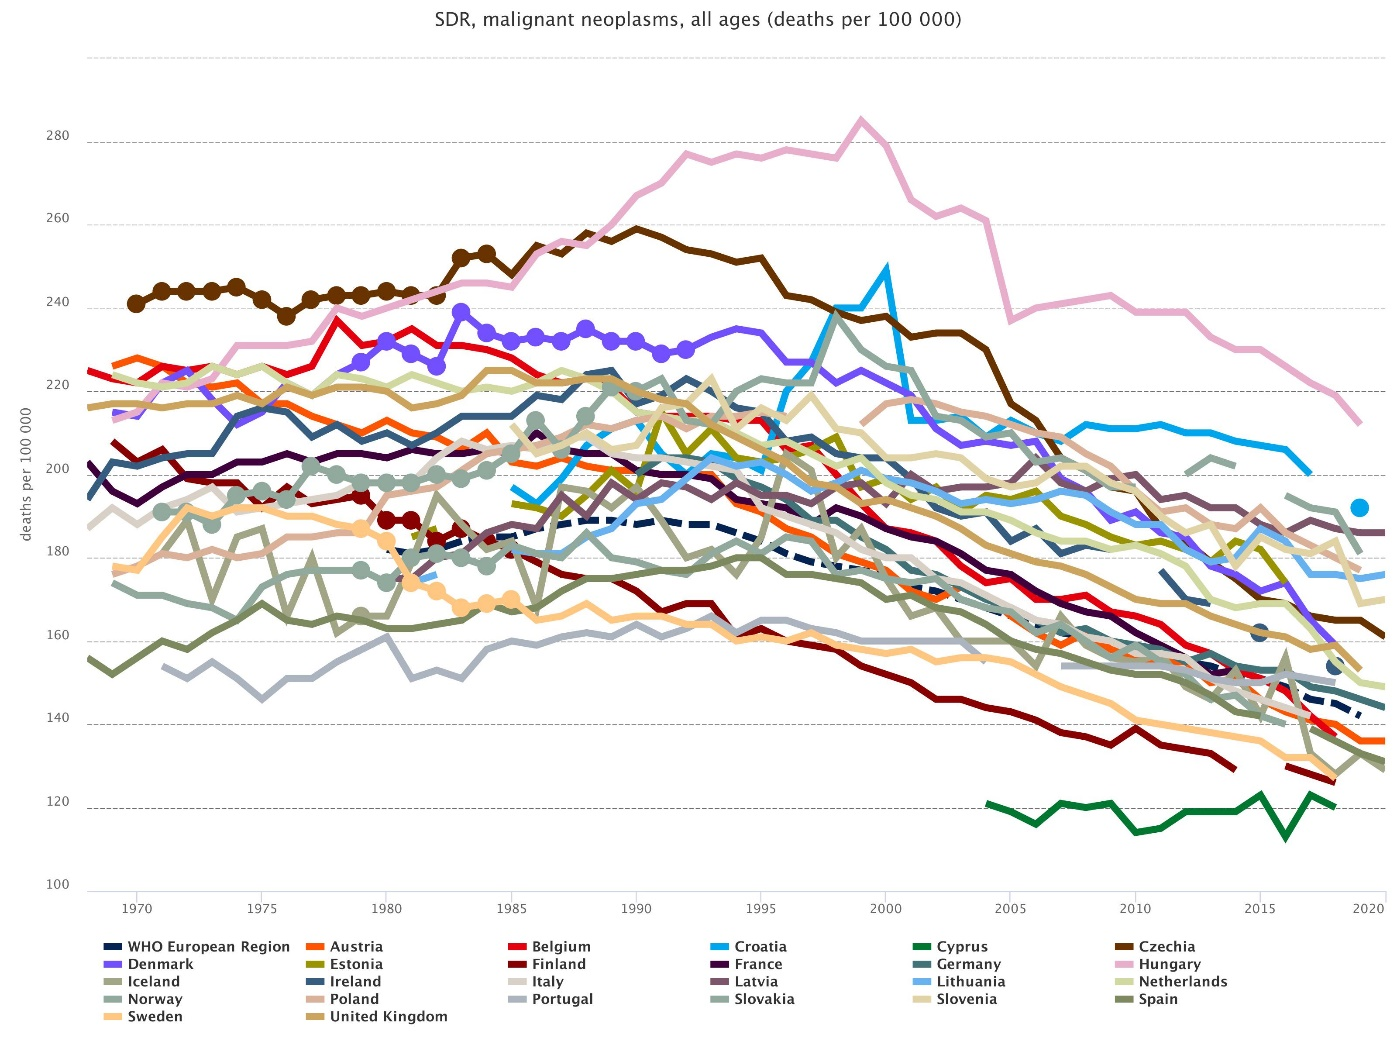 SDR, malignant neoplasms, all ages (deaths per 100 000)
280
260
240
220
200
180
160
140
120
100
deaths per 100 000
1970 1975 1980 1985 1990 1995 2000 2005 2010 2015 2020
WHO European Region Austria Belgium Croatia Cyprus Czechia
Denmark Estonia Finland France Germany Hungary
Iceland Ireland Italy Latvia Lithuania Netherlands
Norway Poland Portugal Slovakia Slovenia Spain
Sweden United Kingdom